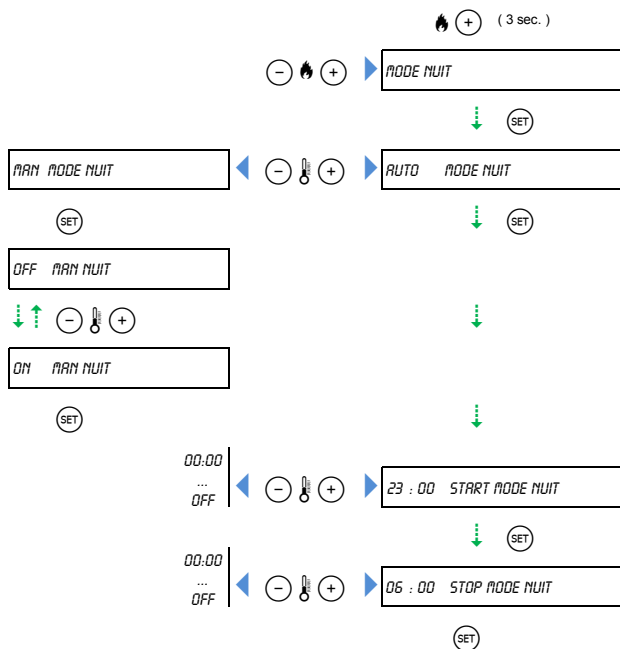 + ( 3 sec. )
- + MODE NUIT
SET
MAN MODE NUIT - + AUTO MODE NUIT
SET SET
OFF MAN NUIT
- +
ON MAN NUIT
SET
00:00
...
OFF
- + 23 : 00 START MODE NUIT
SET
00:00
...
OFF
- + 06 : 00 STOP MODE NUIT
SET